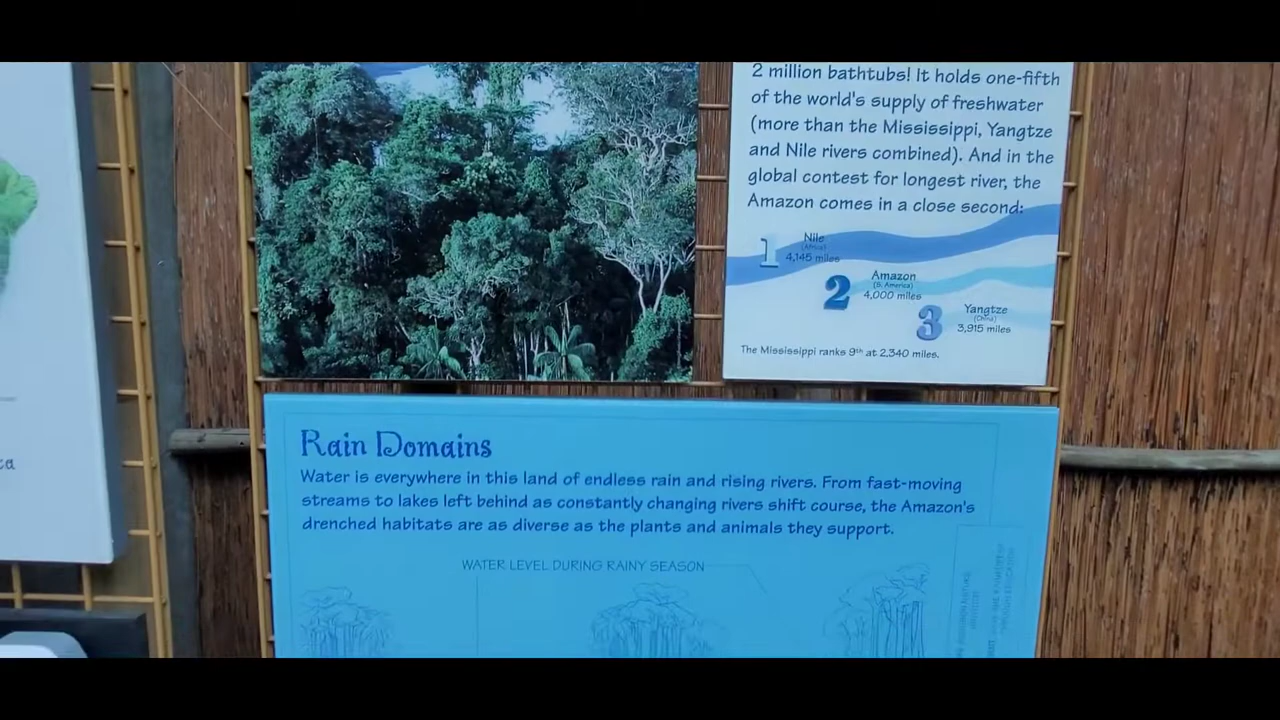 2 million bathtubs! It holds one-fifth
of the world's supply of freshwater
(more than the Mississippi, Yangtze
and Nile rivers combined). And in the
global contest for longest river, the
Amazon comes in a close second:
1 Nile
(Africa)
4,145 miles
2 Amazon
(S. America)
4,000 miles
3 Yangtze
(China)
3,915 miles
The Mississippi ranks 9th at 2,340 miles.
Rain Domains
Water is everywhere in this land of endless rain and rising rivers. From fast-moving
streams to lakes left behind as constantly changing rivers shift course, the Amazon's
drenched habitats are as diverse as the plants and animals they support.
WATER LEVEL DURING RAINY SEASON